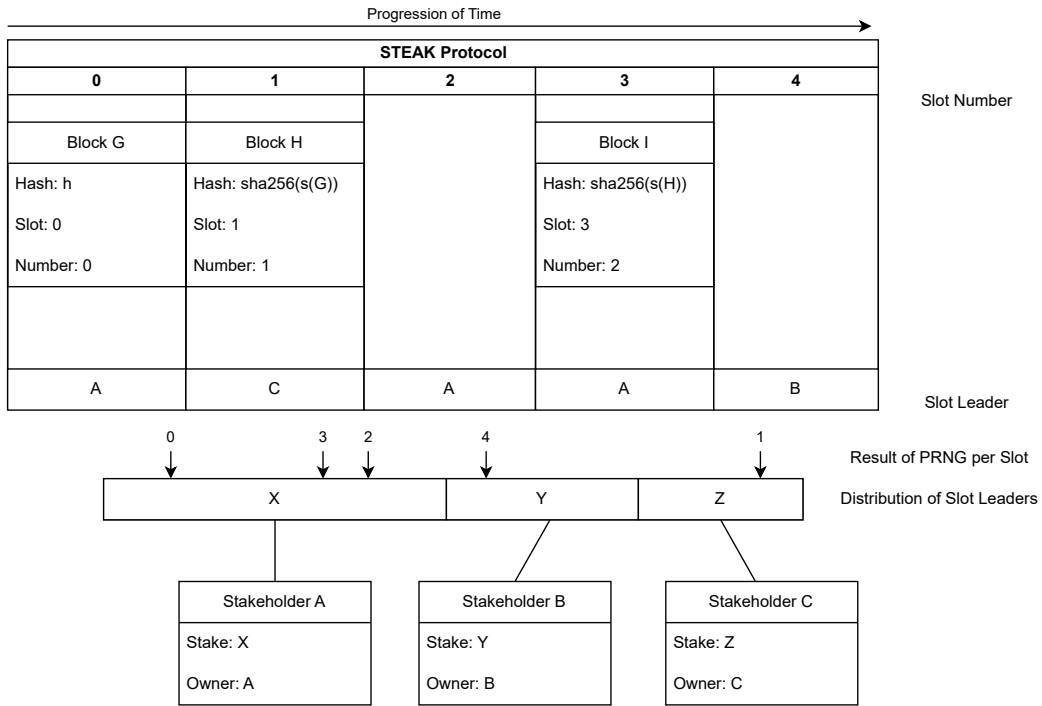 Progression of Time
STEAK Protocol
0 1 2 3 4
Slot Number
Block G Block H Block I
Hash: h Hash: sha256(s(G)) Hash: sha256(s(H))
Slot: 0 Slot: 1 Slot: 3
Number: 0 Number: 1 Number: 2
A C A A B
Slot Leader
0 3 2 4 1
Result of PRNG per Slot
X Y Z Distribution of Slot Leaders
Stakeholder A Stakeholder B Stakeholder C
Stake: X Stake: Y Stake: Z
Owner: A Owner: B Owner: C